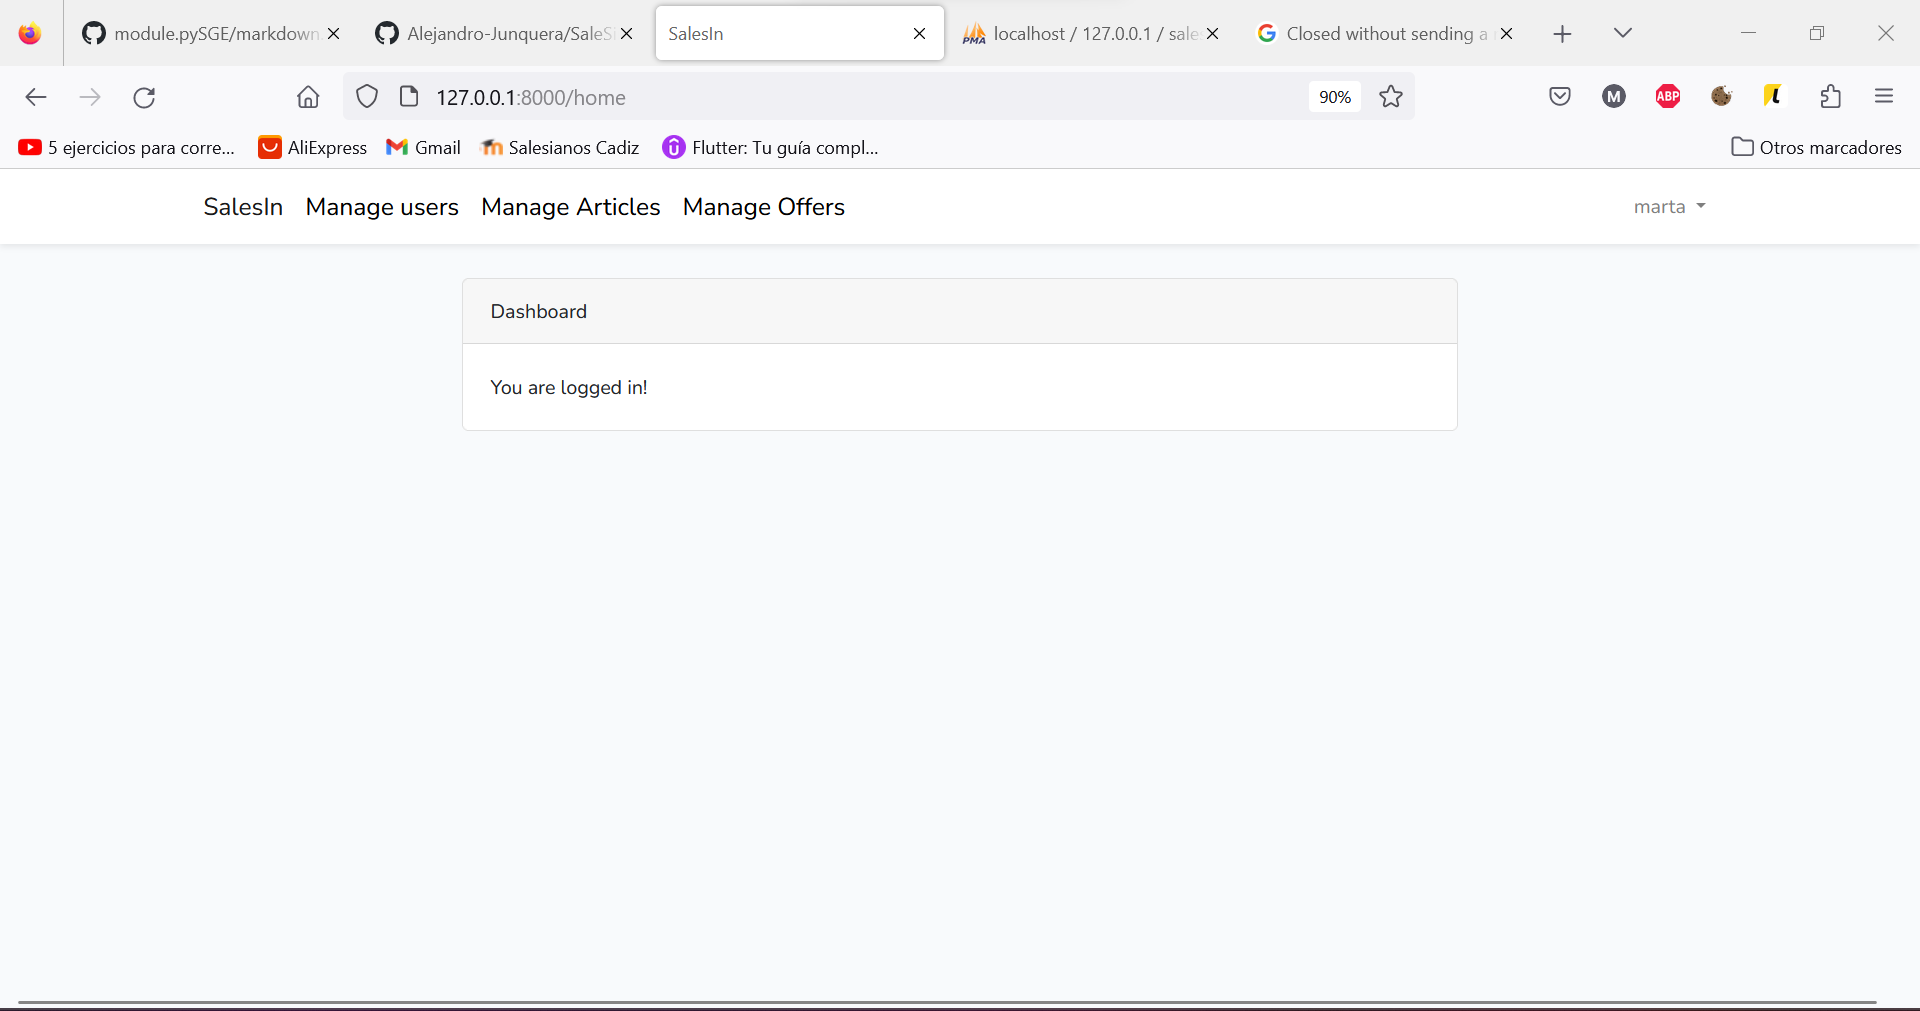 module.pySGE/markdown
Alejandro-Junquera/SaleS
SalesIn
localhost / 127.0.0.1 / sale
Closed without sending a
127.0.0.1:8000/home
90%
M
ABP
5 ejercicios para corre...
AliExpress
Gmail
Salesianos Cadiz
Flutter: Tu guía compl...
Otros marcadores
SalesIn
Manage users
Manage Articles
Manage Offers
marta
Dashboard
You are logged in!